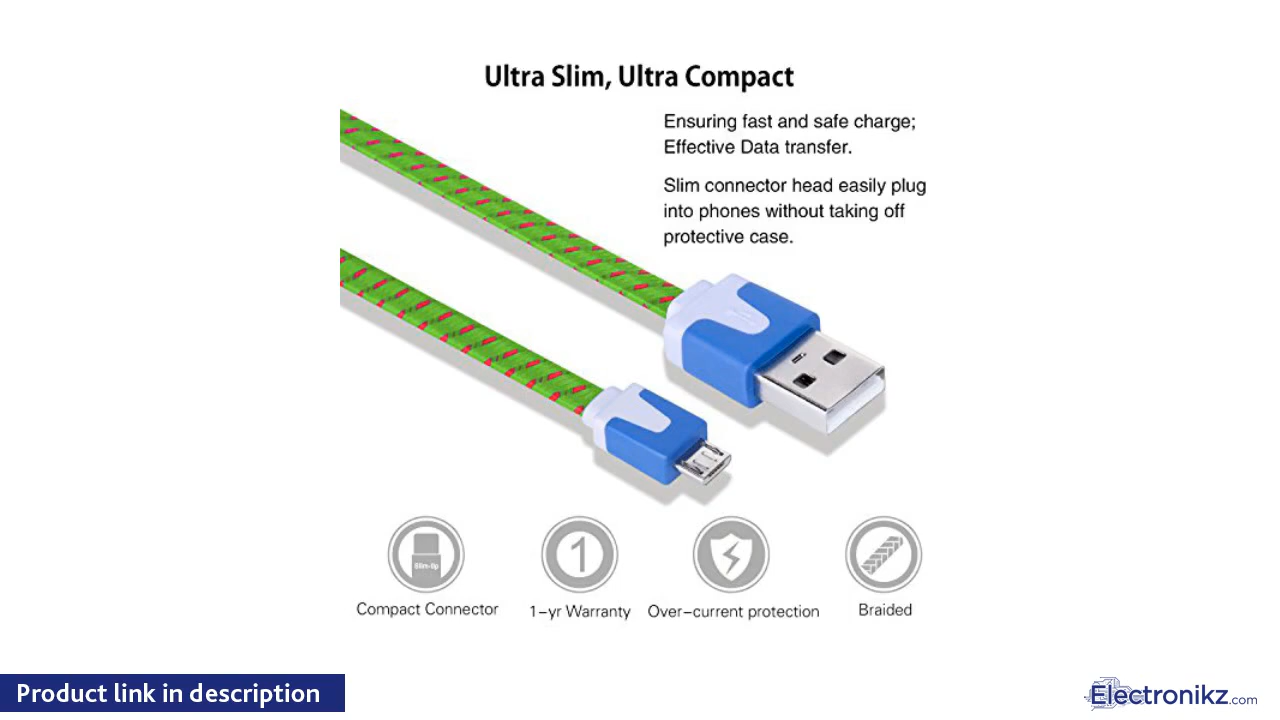 Ultra Slim, Ultra Compact
Ensuring fast and safe charge;
Effective Data transfer.
Slim connector head easily plug
into phones without taking off
protective case.
Slim-Up
1
Compact Connector
1-yr Warranty
Over-current protection
Braided
Product link in description
Electronikz.com